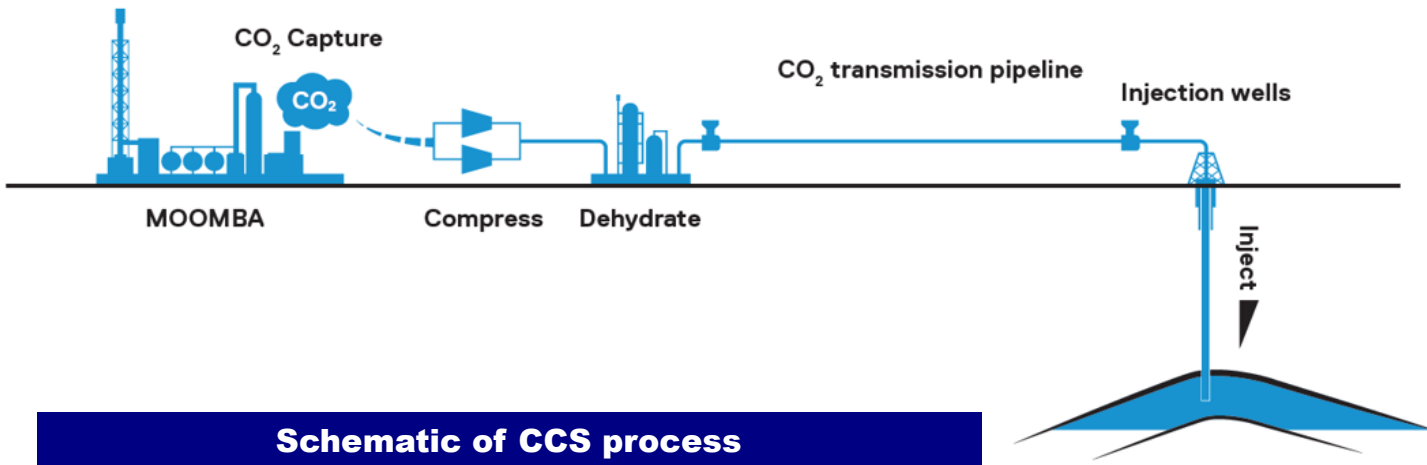 CO₂ Capture
CO₂
CO₂ transmission pipeline
Injection wells
MOOMBA
Compress
Dehydrate
Inject
Schematic of CCS process